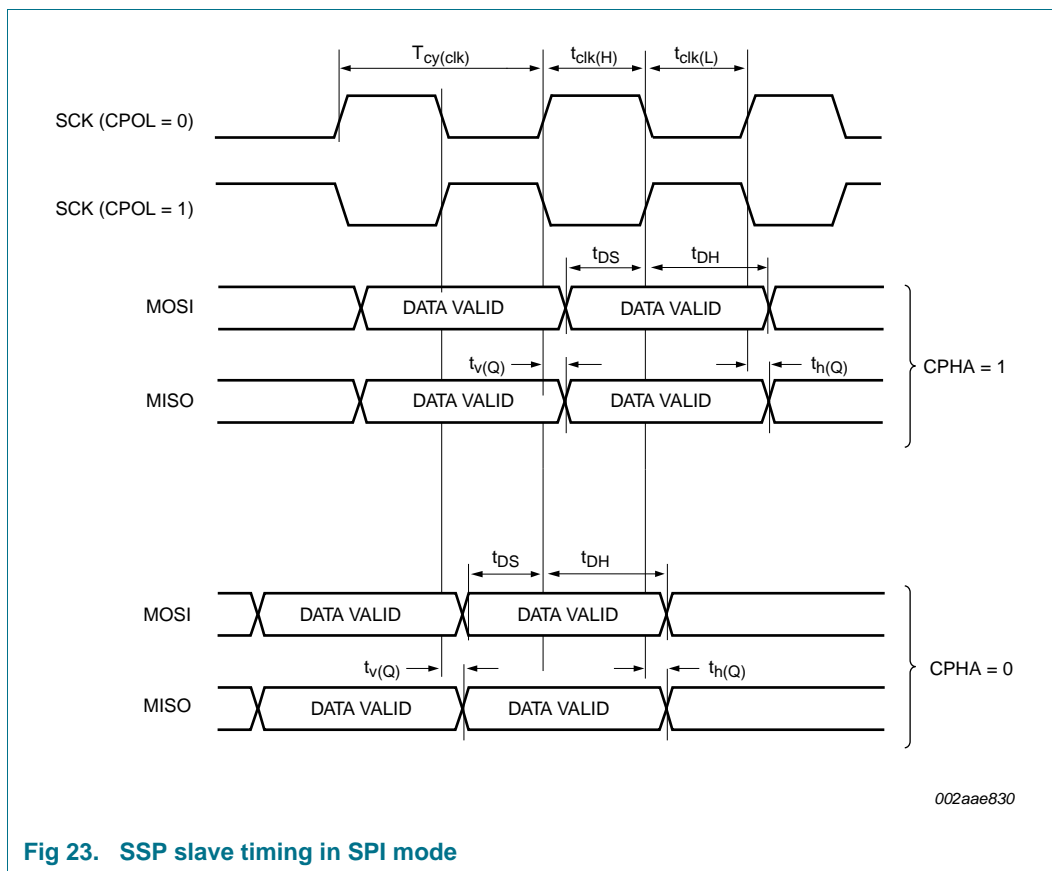 Tcy(clk) tclk(H) tclk(L)
SCK (CPOL = 0)
SCK (CPOL = 1)
tDS tDH
MOSI DATA VALID DATA VALID
tv(Q) th(Q)
CPHA = 1
MISO DATA VALID DATA VALID
tDS tDH
MOSI DATA VALID DATA VALID
tv(Q) th(Q)
CPHA = 0
MISO DATA VALID DATA VALID
002aae830
Fig 23. SSP slave timing in SPI mode